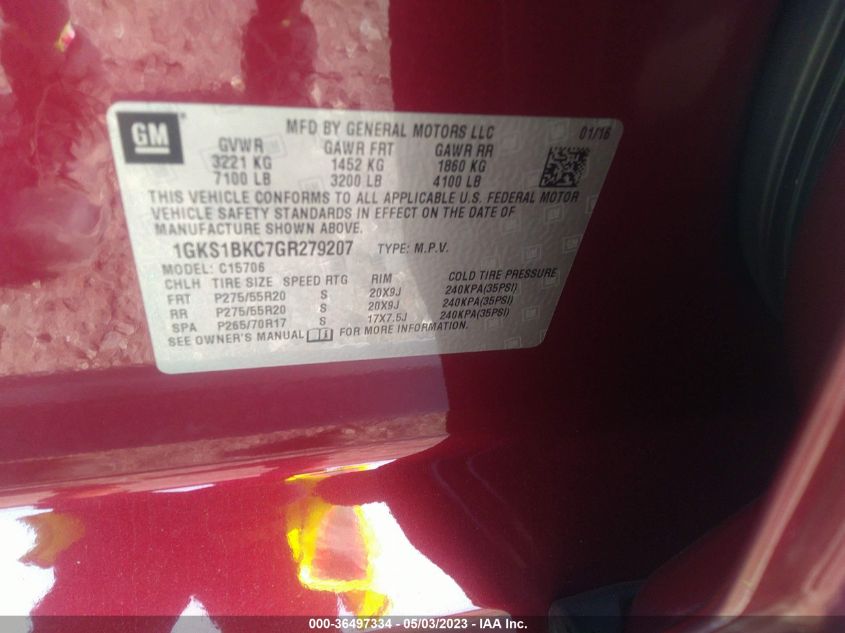 GM MFD BY GENERAL MOTORS LLC 01/16
GVWR GAWR FRT GAWR RR
3221 KG 1452 KG 1860 KG
7100 LB 3200 LB 4100 LB
THIS VEHICLE CONFORMS TO ALL APPLICABLE U.S. FEDERAL MOTOR
VEHICLE SAFETY STANDARDS IN EFFECT ON THE DATE OF
MANUFACTURE SHOWN ABOVE.
1GKS1BKC7GR279207 TYPE: M.P.V.
MODEL: C15706
CHLH TIRE SIZE SPEED RTG RIM COLD TIRE PRESSURE
FRT P275/55R20 S 20X9J 240KPA(35PSI)
RR P275/55R20 S 20X9J 240KPA(35PSI)
SPA P265/70R17 S 17X7.5J 240KPA(35PSI)
SEE OWNER'S MANUAL FOR MORE INFORMATION.
000-36497334 - 05/03/2023 - IAA Inc.